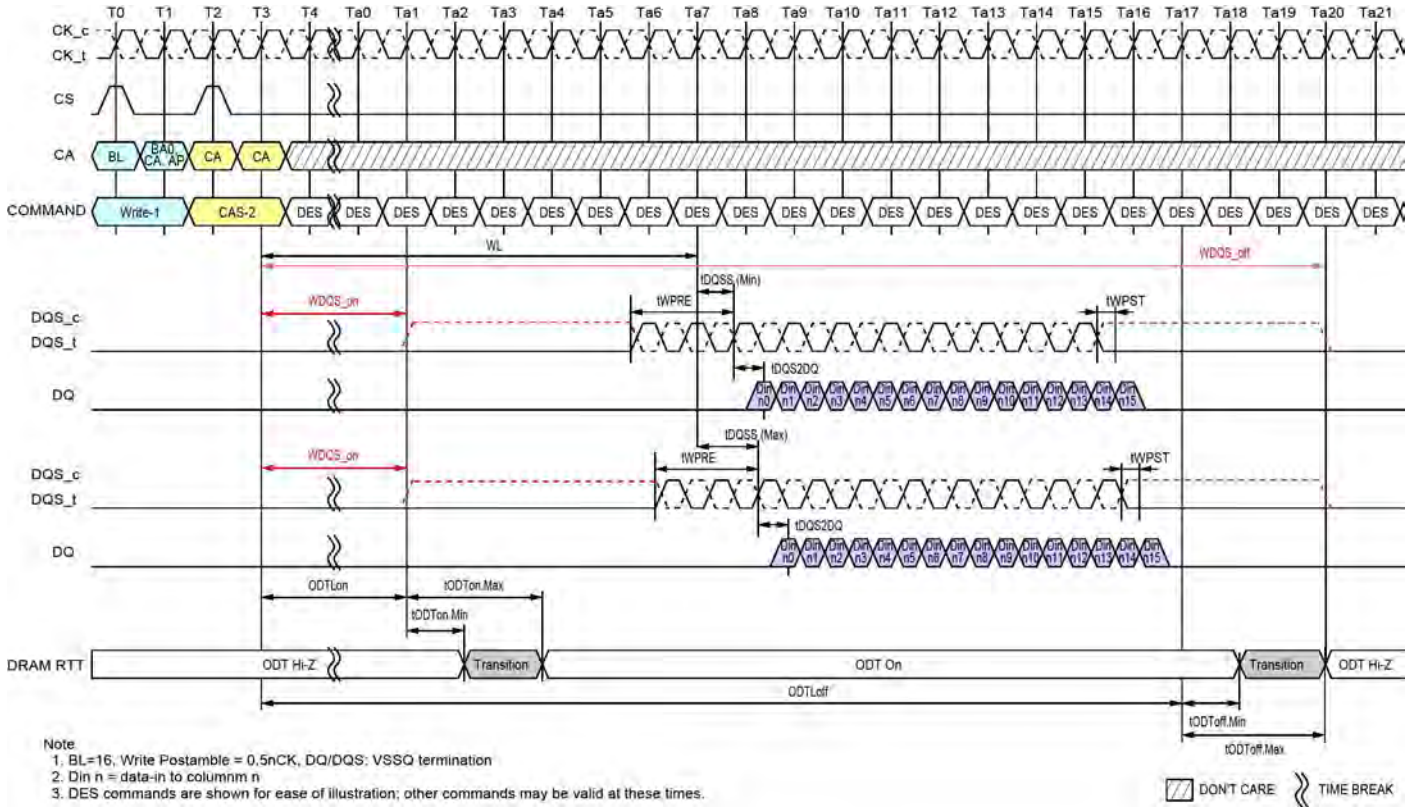 T0 T1 T2 T3 T4 Ta0 Ta1 Ta2 Ta3 Ta4 Ta5 Ta6 Ta7 Ta8 Ta9 Ta10 Ta11 Ta12 Ta13 Ta14 Ta15 Ta16 Ta17 Ta18 Ta19 Ta20 Ta21
CK_c
CK_t
CS
CA BL BA0, CA, AP CA CA
COMMAND Write-1 CAS-2 DES DES DES DES DES DES DES DES DES DES DES DES DES DES DES DES DES DES DES DES DES DES DES
WL
WDQS_off
tDQSS (Min)
WDQS_on tWPRE tWPST
DQS_c
DQS_t
tDQS2DQ
DQ Din n0 Din n1 Din n2 Din n3 Din n4 Din n5 Din n6 Din n7 Din n8 Din n9 Din n10 Din n11 Din n12 Din n13 Din n14 Din n15
tDQSS (Max)
WDQS_on tWPRE tWPST
DQS_c
DQS_t
tDQS2DQ
DQ Din n0 Din n1 Din n2 Din n3 Din n4 Din n5 Din n6 Din n7 Din n8 Din n9 Din n10 Din n11 Din n12 Din n13 Din n14 Din n15
ODTLon tODTon.Max
tODTon.Min
DRAM RTT ODT Hi-Z Transition ODT On Transition ODT Hi-Z
ODTLoff
tODToff.Min
tODToff.Max
Note
1. BL=16, Write Postamble = 0.5nCK, DQ/DQS: VSSQ termination
2. Din n = data-in to columnm n
3. DES commands are shown for ease of illustration; other commands may be valid at these times.
DON'T CARE TIME BREAK